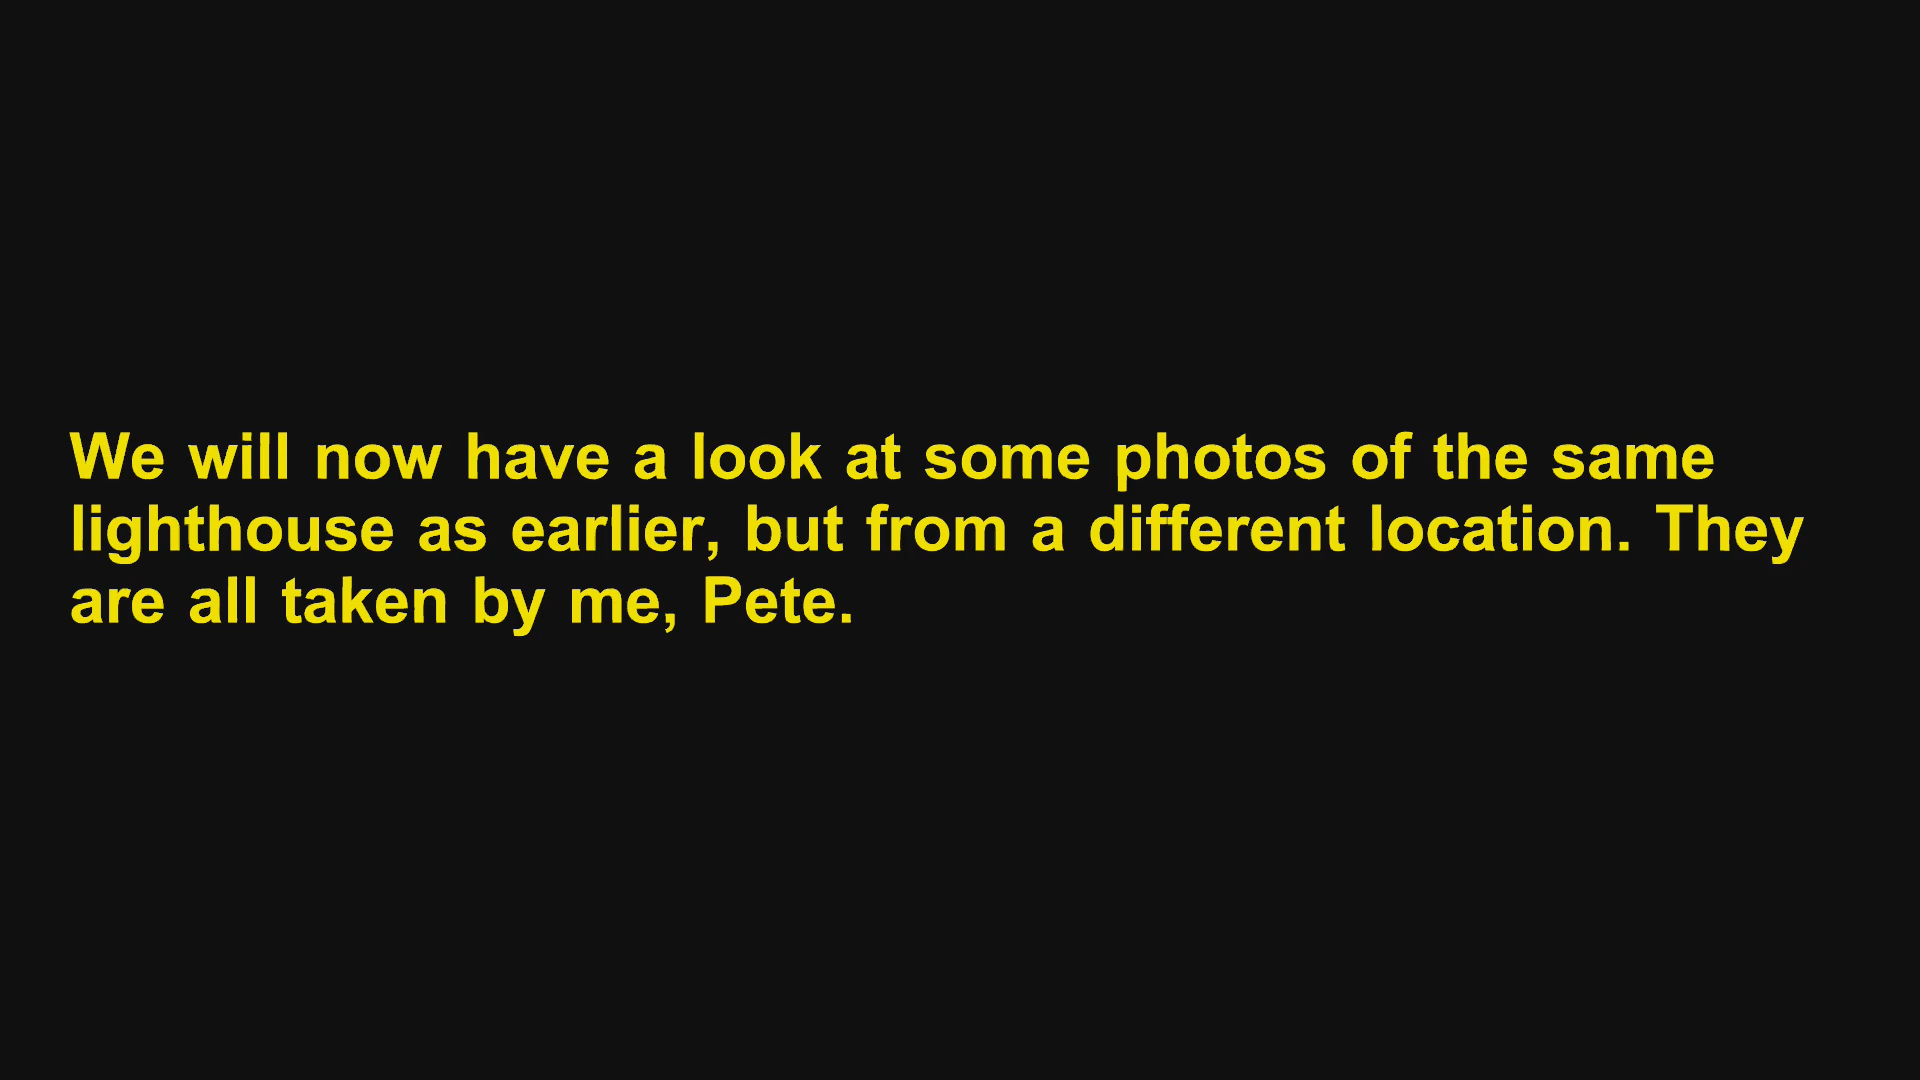 We will now have a look at some photos of the same
lighthouse as earlier, but from a different location. They
are all taken by me, Pete.